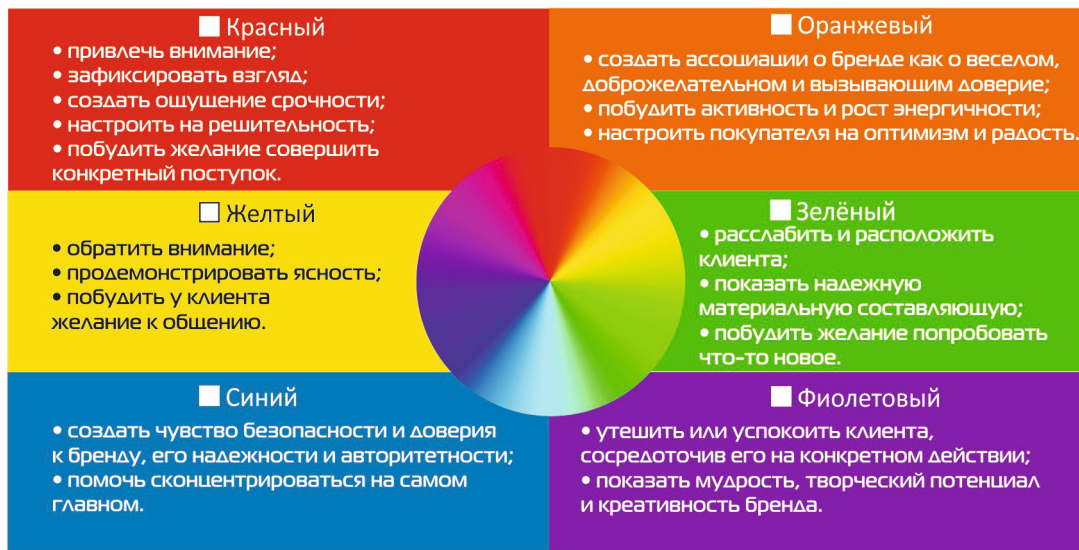 Красный
• привлечь внимание;
• зафиксировать взгляд;
• создать ощущение срочности;
• настроить на решительность;
• побудить желание совершить
конкретный поступок.
Оранжевый
• создать ассоциации о бренде как о веселом,
доброжелательном и вызывающим доверие;
• побудить активность и рост энергичности;
• настроить покупателя на оптимизм и радость.
Желтый
• обратить внимание;
• продемонстрировать ясность;
• побудить у клиента
желание к общению.
Зелёный
• расслабить и расположить
клиента;
• показать надежную
материальную составляющую;
• побудить желание попробовать
что-то новое.
Синий
• создать чувство безопасности и доверия
к бренду, его надежности и авторитетности;
• помочь сконцентрироваться на самом
главном.
Фиолетовый
• утешить или успокоить клиента,
сосредоточив его на конкретном действии;
• показать мудрость, творческий потенциал
и креативность бренда.